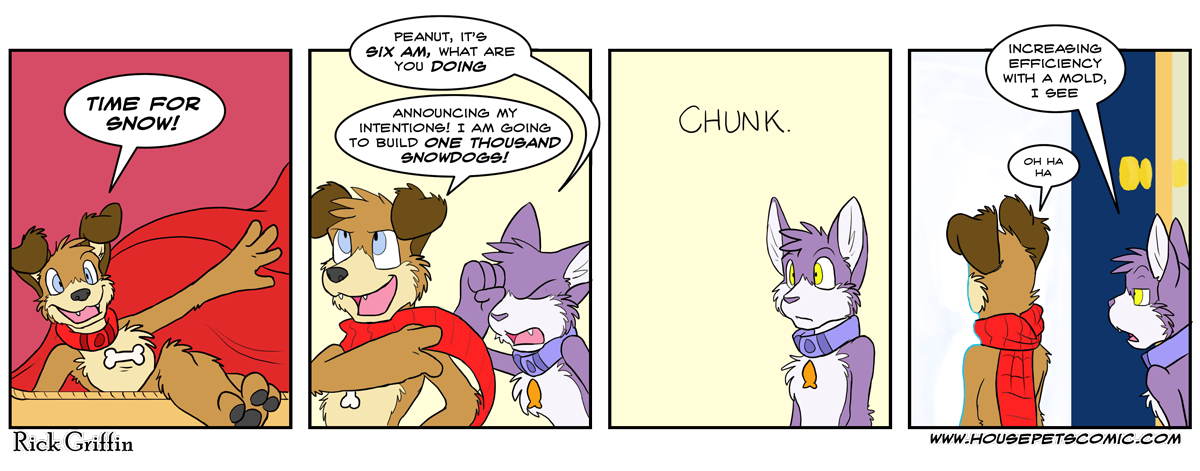 TIME FOR
SNOW!
PEANUT, IT'S
SIX AM, WHAT ARE
YOU DOING
ANNOUNCING MY
INTENTIONS! I AM GOING
TO BUILD ONE THOUSAND
SNOWDOGS!
CHUNK.
INCREASING
EFFICIENCY
WITH A MOLD,
I SEE
OH HA
HA
Rick Griffin
WWW.HOUSEPETSCOMIC.COM